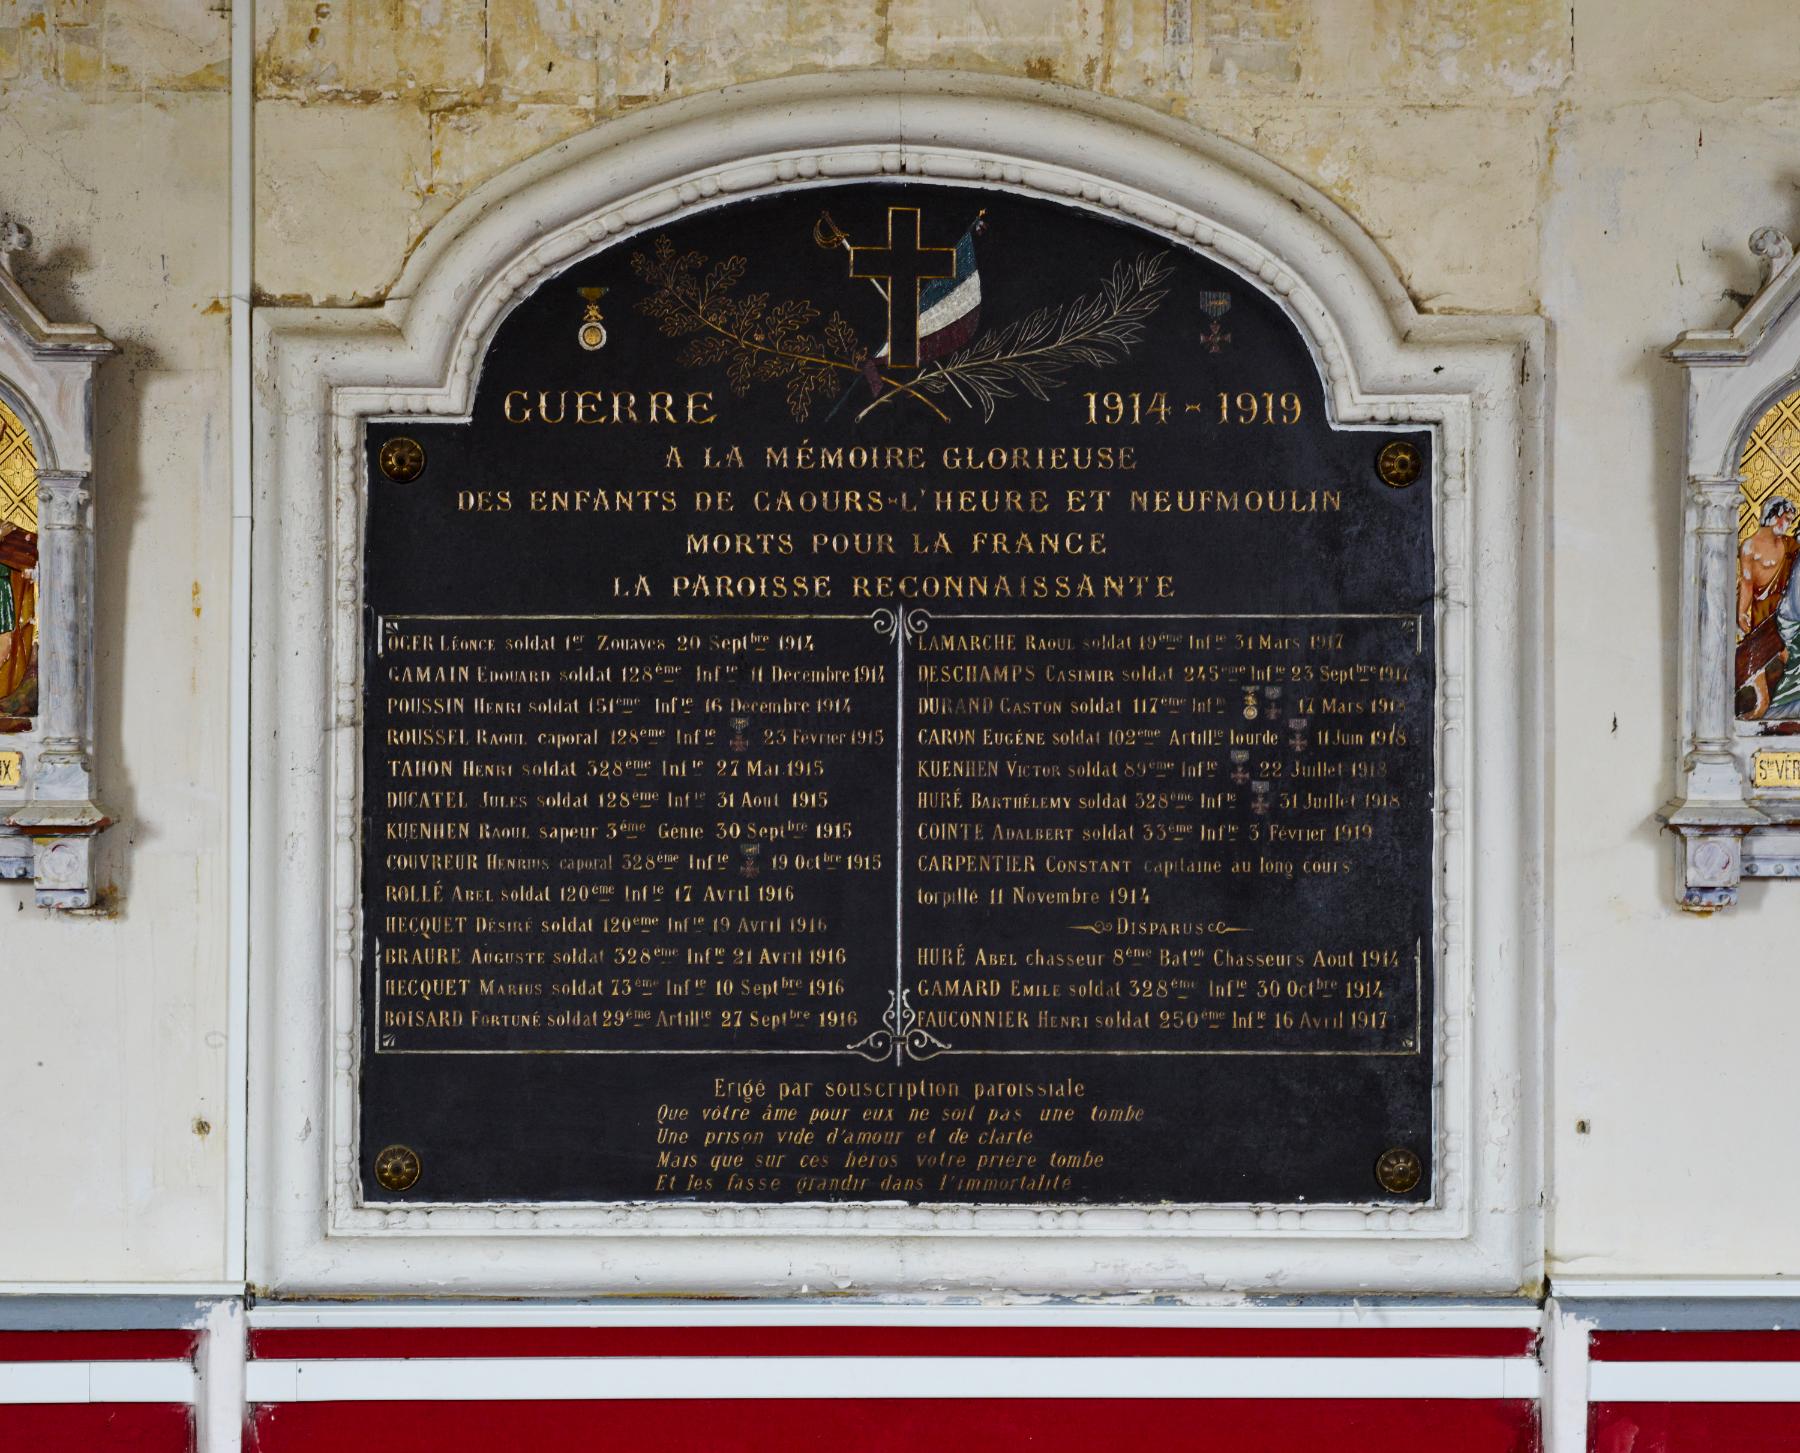 GUERRE 1914-1919
A LA MÉMOIRE GLORIEUSE
DES ENFANTS DE CAOURS-L'HEURE ET NEUFMOULIN
MORTS POUR LA FRANCE
LA PAROISSE RECONNAISSANTE
OGER LÉONCE soldat 1er Zouaves 20 Septbre 1914
GAMAIN EDOUARD soldat 128ème Infie 11 Decembre 1914
POUSSIN HENRI soldat 151ème Infie 16 Decembre 1914
ROUSSEL RAOUL caporal 128ème Infie 23 Février 1915
TAHON HENRI soldat 328ème Infie 27 Mai 1915
DUCATEL JULES soldat 128ème Infie 31 Aout 1915
KUENHEN RAOUL sapeur 3ème Génie 30 Septbre 1915
COUVREUR HENRIUS caporal 328ème Infie 19 Octbre 1915
ROLLÉ ABEL soldat 120ème Infie 17 Avril 1916
HECQUET DÉSIRÉ soldat 120ème Infie 19 Avril 1916
BRAURE AUGUSTE soldat 328ème Infie 21 Avril 1916
HECQUET MARIUS soldat 73ème Infie 10 Septbre 1916
BOISARD FORTUNÉ soldat 29ème Artillie 27 Septbre 1916
LAMARCHE RAOUL soldat 19ème Infie 31 Mars 1917
DESCHAMPS CASIMIR soldat 245ème Infie 23 Septbre 1917
DURAND GASTON soldat 117ème Infie 17 Mars 1918
CARON EUGÈNE soldat 102ème Artillie lourde 11 Juin 1918
KUENHEN VICTOR soldat 89ème Infie 22 Juillet 1918
HURÉ BARTHÉLEMY soldat 328ème Infie 31 Juillet 1918
COINTE ADALBERT soldat 33ème Infie 3 Février 1919
CARPENTIER CONSTANT capitaine au long cours
torpillé 11 Novembre 1914
DISPARUS
HURÉ ABEL chasseur 8ème Baton Chasseurs Aout 1914
GAMARD EMILE soldat 328ème Infie 30 Octbre 1914
FAUCONNIER HENRI soldat 250ème Infie 16 Avril 1917
Erigé par souscription paroissiale
Que vôtre âme pour eux ne soit pas une tombe
Une prison vide d'amour et de clarté
Mais que sur ces héros votre prière tombe
Et les fasse grandir dans l'immortalité
Ste VÉR